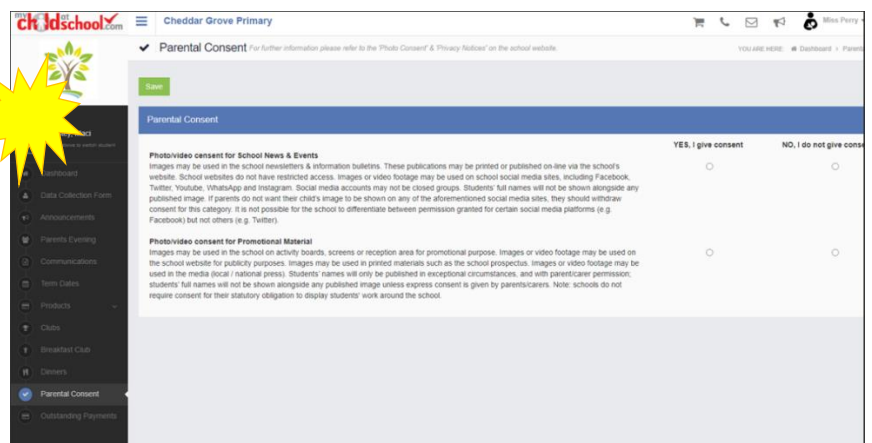 my child at school.com
Cheddar Grove Primary
Miss Perry
Parental Consent For further information please refer to the 'Photo Consent' & 'Privacy Notices' on the school website.
YOU ARE HERE: Dashboard > Parent
Save
Parental Consent
YES, I give consent
NO, I do not give conse
Photo/video consent for School News & Events
Images may be used in the school newsletters & information bulletins. These publications may be printed or published on-line via the school's
website. School websites do not have restricted access. Images or video footage may be used on school social media sites, including Facebook,
Twitter, Youtube, WhatsApp and Instagram. Social media accounts may not be closed groups. Students' full names will not be shown alongside any
published image. If parents do not want their child's image to be shown on any of the aforementioned social media sites, they should withdraw
consent for this category. It is not possible for the school to differentiate between permission granted for certain social media platforms (e.g.
Facebook) but not others (e.g. Twitter).
Photo/video consent for Promotional Material
Images may be used in the school on activity boards, screens or reception area for promotional purpose. Images or video footage may be used on
the school website for publicity purposes. Images may be used in printed materials such as the school prospectus. Images or video footage may be
used in the media (local / national press). Students' names will only be published in exceptional circumstances, and with parent/carer permission;
students' full names will not be shown alongside any published image unless express consent is given by parents/carers. Note: schools do not
require consent for their statutory obligation to display students' work around the school.
to switch student
Dashboard
Data Collection Form
Announcements
Parents Evening
Communications
Term Dates
Products
Clubs
Breakfast Club
Dinners
Parental Consent
Outstanding Payments